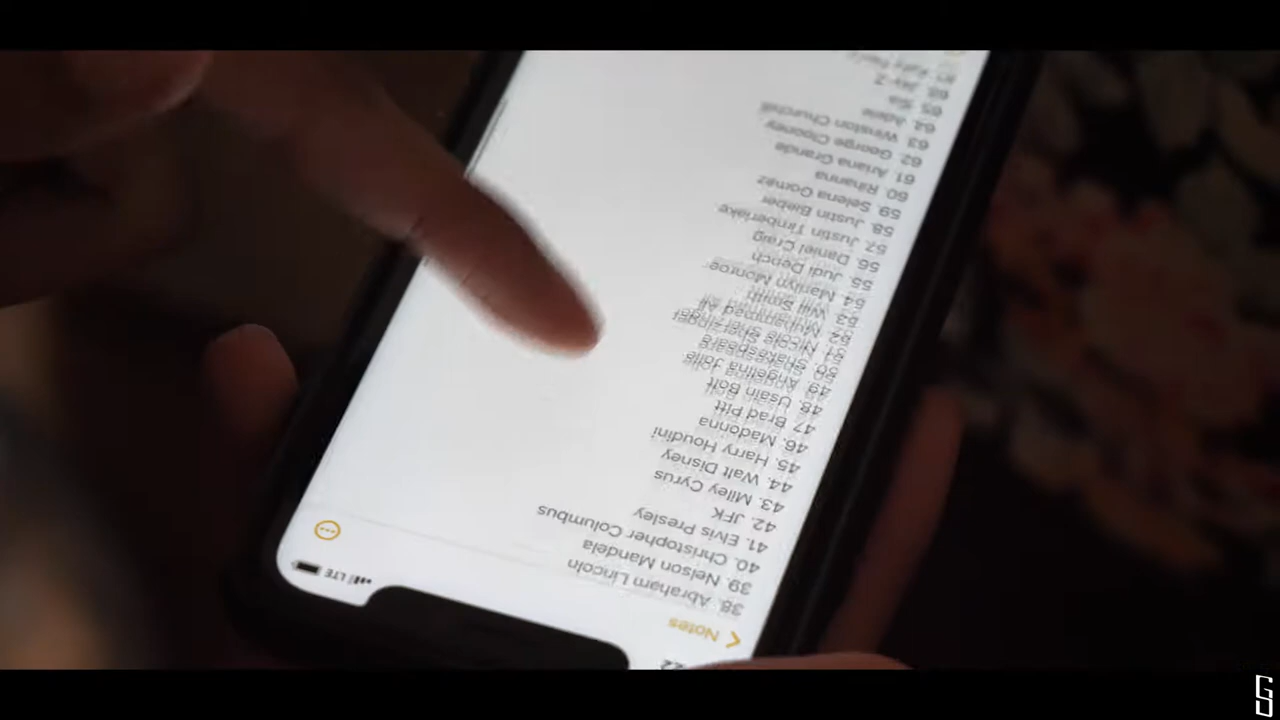 22
LTE
Notes
38. Abraham Lincoln
39. Nelson Mandela
40. Christopher Columbus
41. Elvis Presley
42. JFK
43. Miley Cyrus
44. Walt Disney
45. Harry Houdini
46. Madonna
47. Brad Pitt
48. Usain Bolt
49. Angelina Jolie
50. Shakespeare
51. Nicole Scherzinger
52. Muhammad Ali
53. Will Smith
54. Marilyn Monroe
55. Judi Dench
56. Daniel Craig
57. Justin Timberlake
58. Justin Bieber
59. Selena Gomez
60. Rihanna
61. Ariana Grande
62. George Clooney
63. Winston Churchill
64. Adele
65. Sia
66. Jay-Z